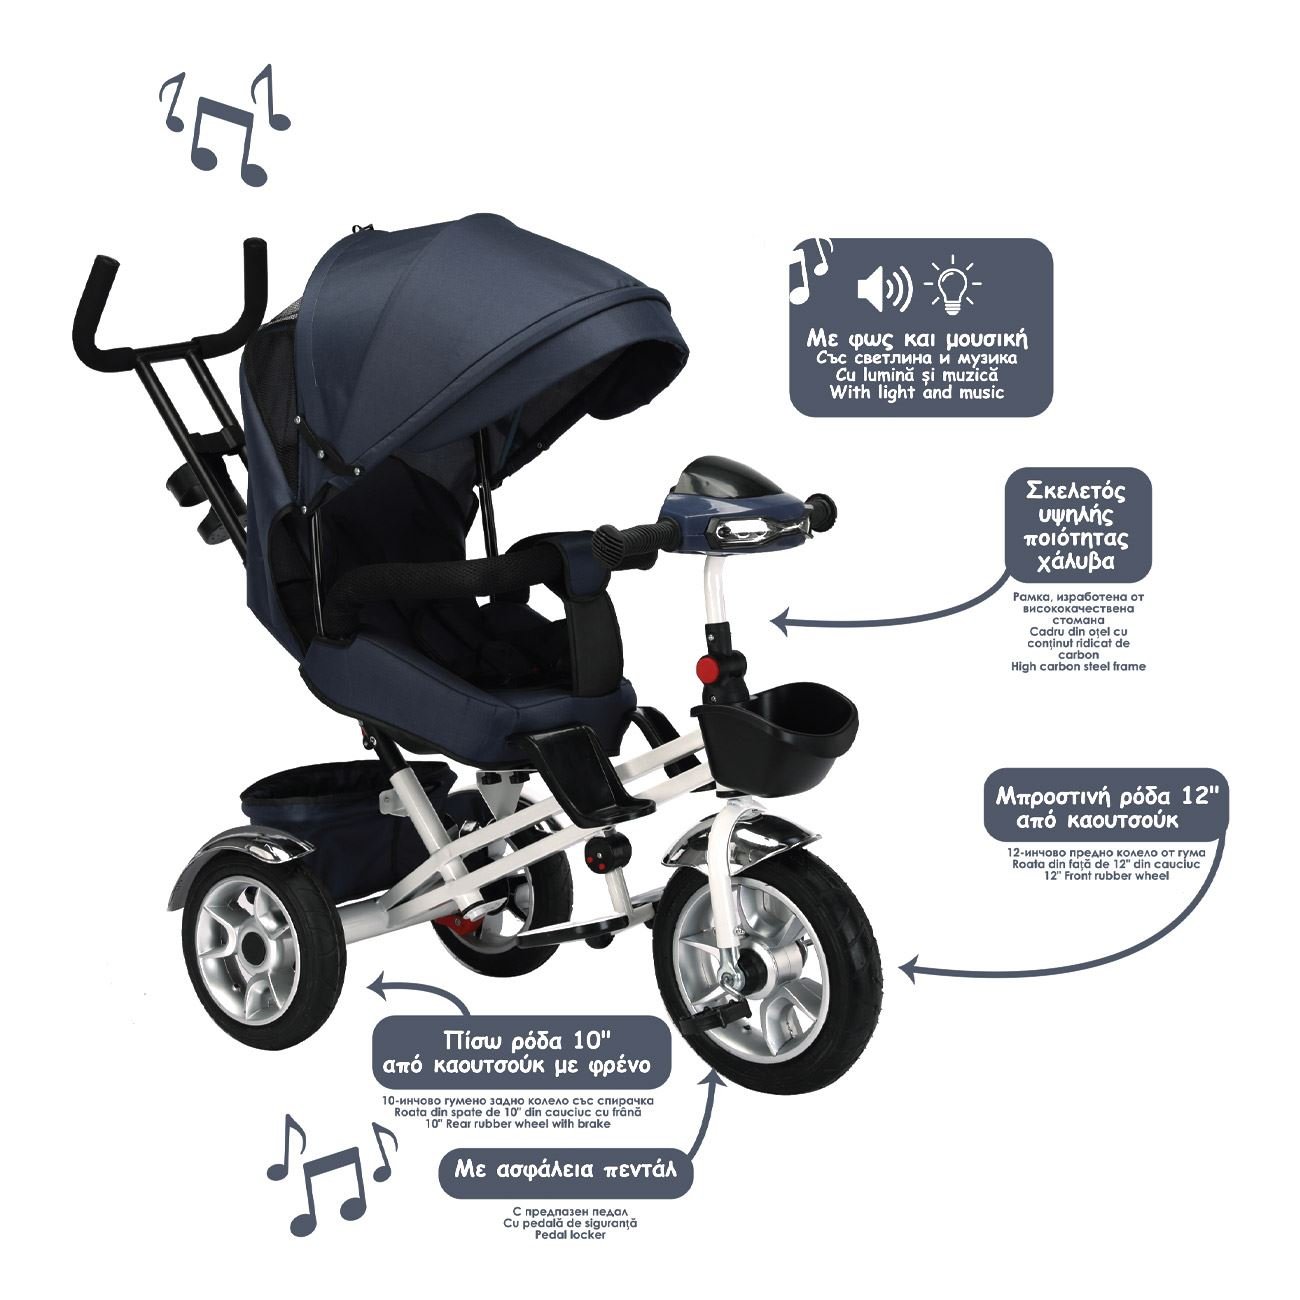 Με φως και μουσική
Със светлина и музика
Cu lumină și muzică
With light and music
Σκελετός
υψηλής
ποιότητας
χάλυβα
Рамка, изработена от
висококачествена
стомана
Cadru din oțel cu
conținut ridicat de
carbon
High carbon steel frame
Μπροστινή ρόδα 12"
από καουτσούκ
12-инчово предно колело от гума
Roata din față de 12" din cauciuc
12" Front rubber wheel
Πίσω ρόδα 10"
από καουτσούκ με φρένο
10-инчово гумено задно колело със спирачка
Roata din spate de 10" din cauciuc cu frână
10" Rear rubber wheel with brake
Με ασφάλεια πεντάλ
С предпазен педал
Cu pedală de siguranță
Pedal locker